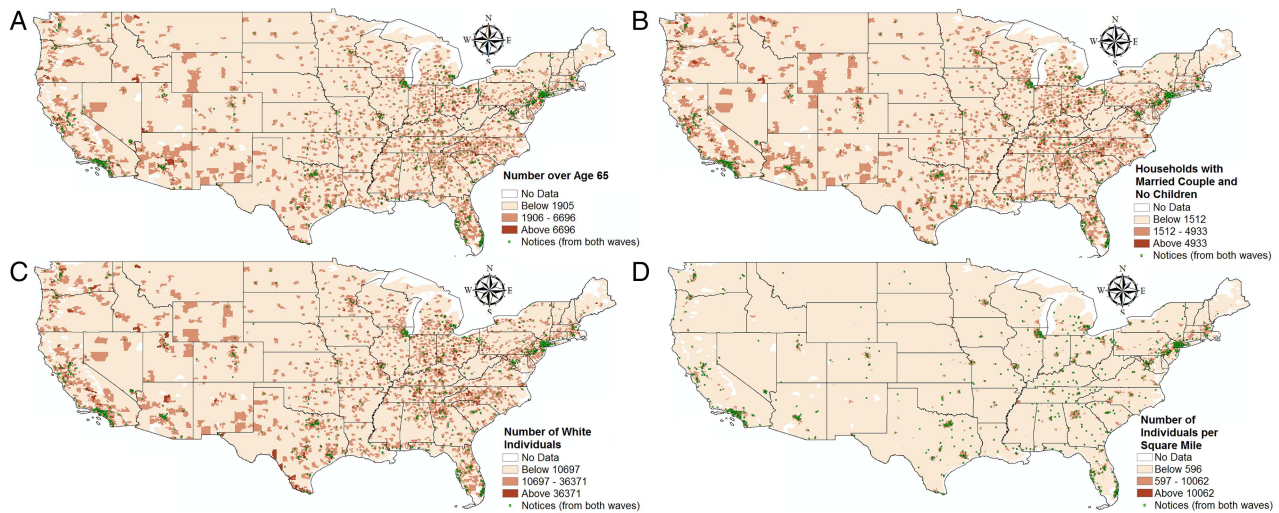 A
N
W E
S
Number over Age 65
No Data
Below 1905
1906 - 6696
Above 6696
Notices (from both waves)
B
N
W E
S
Households with
Married Couple and
No Children
No Data
Below 1512
1512 - 4933
Above 4933
Notices (from both waves)
C
N
W E
S
Number of White
Individuals
No Data
Below 10697
10697 - 36371
Above 36371
Notices (from both waves)
D
N
W E
S
Number of
Individuals per
Square Mile
No Data
Below 596
597 - 10062
Above 10062
Notices (from both waves)